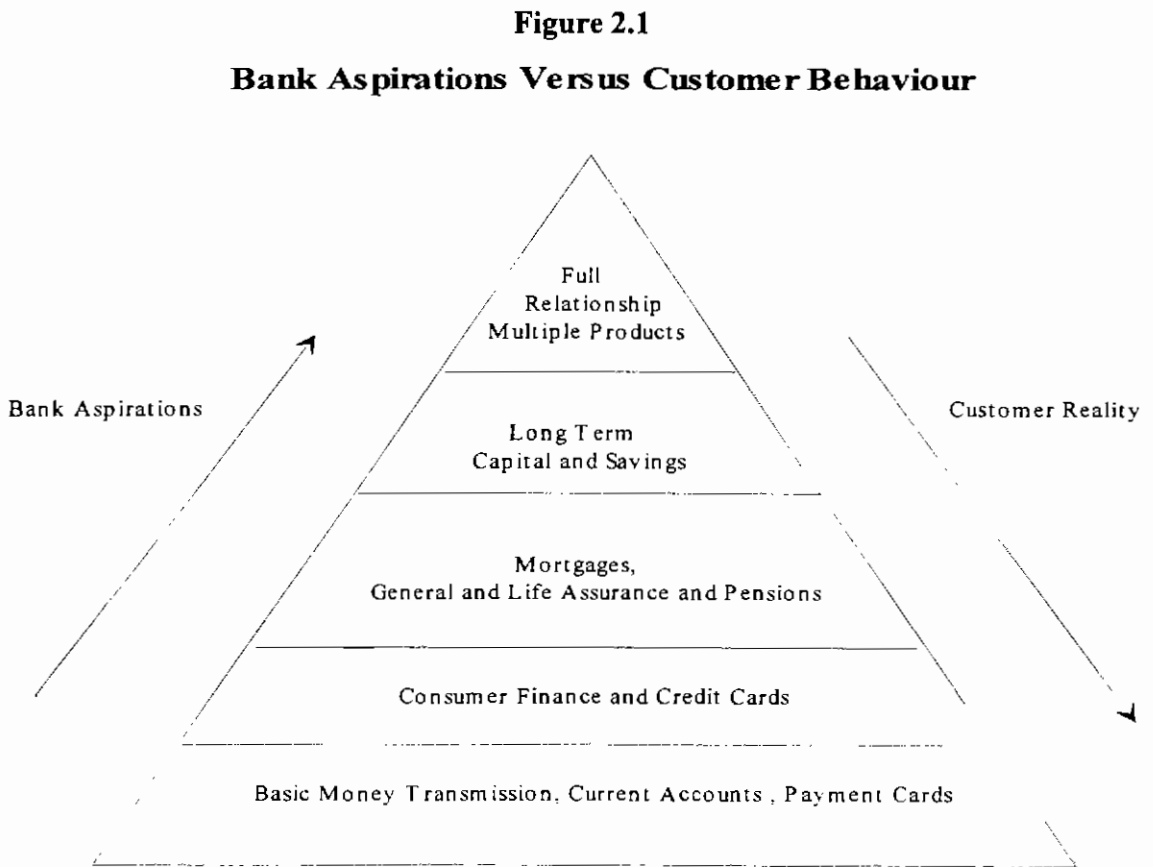 Figure 2.1
Bank Aspirations Versus Customer Behaviour
Full
Relationship
Multiple Products
Bank Aspirations
Customer Reality
Long Term
Capital and Savings
Mortgages,
General and Life Assurance and Pensions
Consumer Finance and Credit Cards
Basic Money Transmission, Current Accounts , Payment Cards